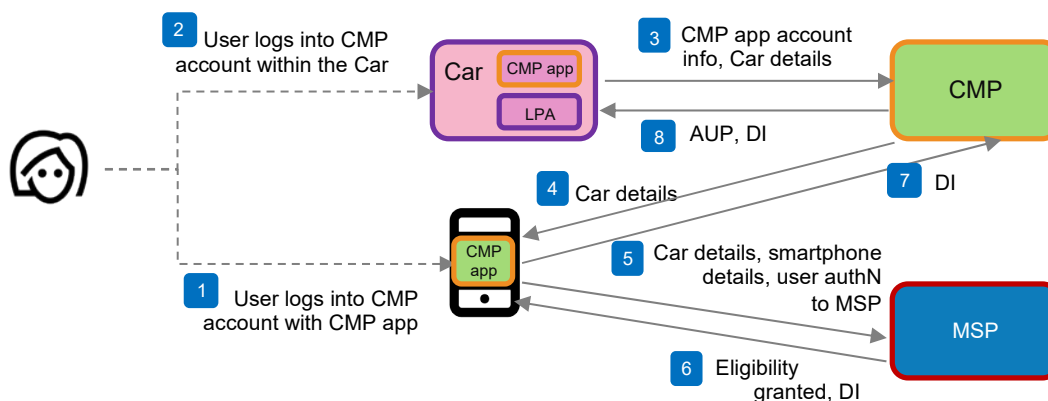 2
User logs into CMP
account within the Car
Car
CMP app
LPA
3
CMP app account
info, Car details
CMP
8
AUP, DI
7
DI
4
Car details
CMP
app
1
User logs into CMP
account with CMP app
5
Car details, smartphone
details, user authN
to MSP
MSP
6
Eligibility
granted, DI